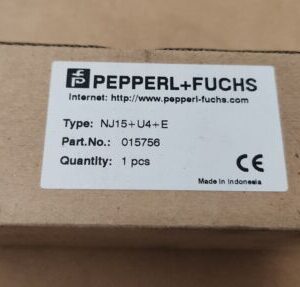 PEPPERL+FUCHS
Internet: http://www.pepperl-fuchs.com
Type: NJ15+U4+E
Part.No.: 015756
Quantity: 1 pcs
CE
Made in Indonesia